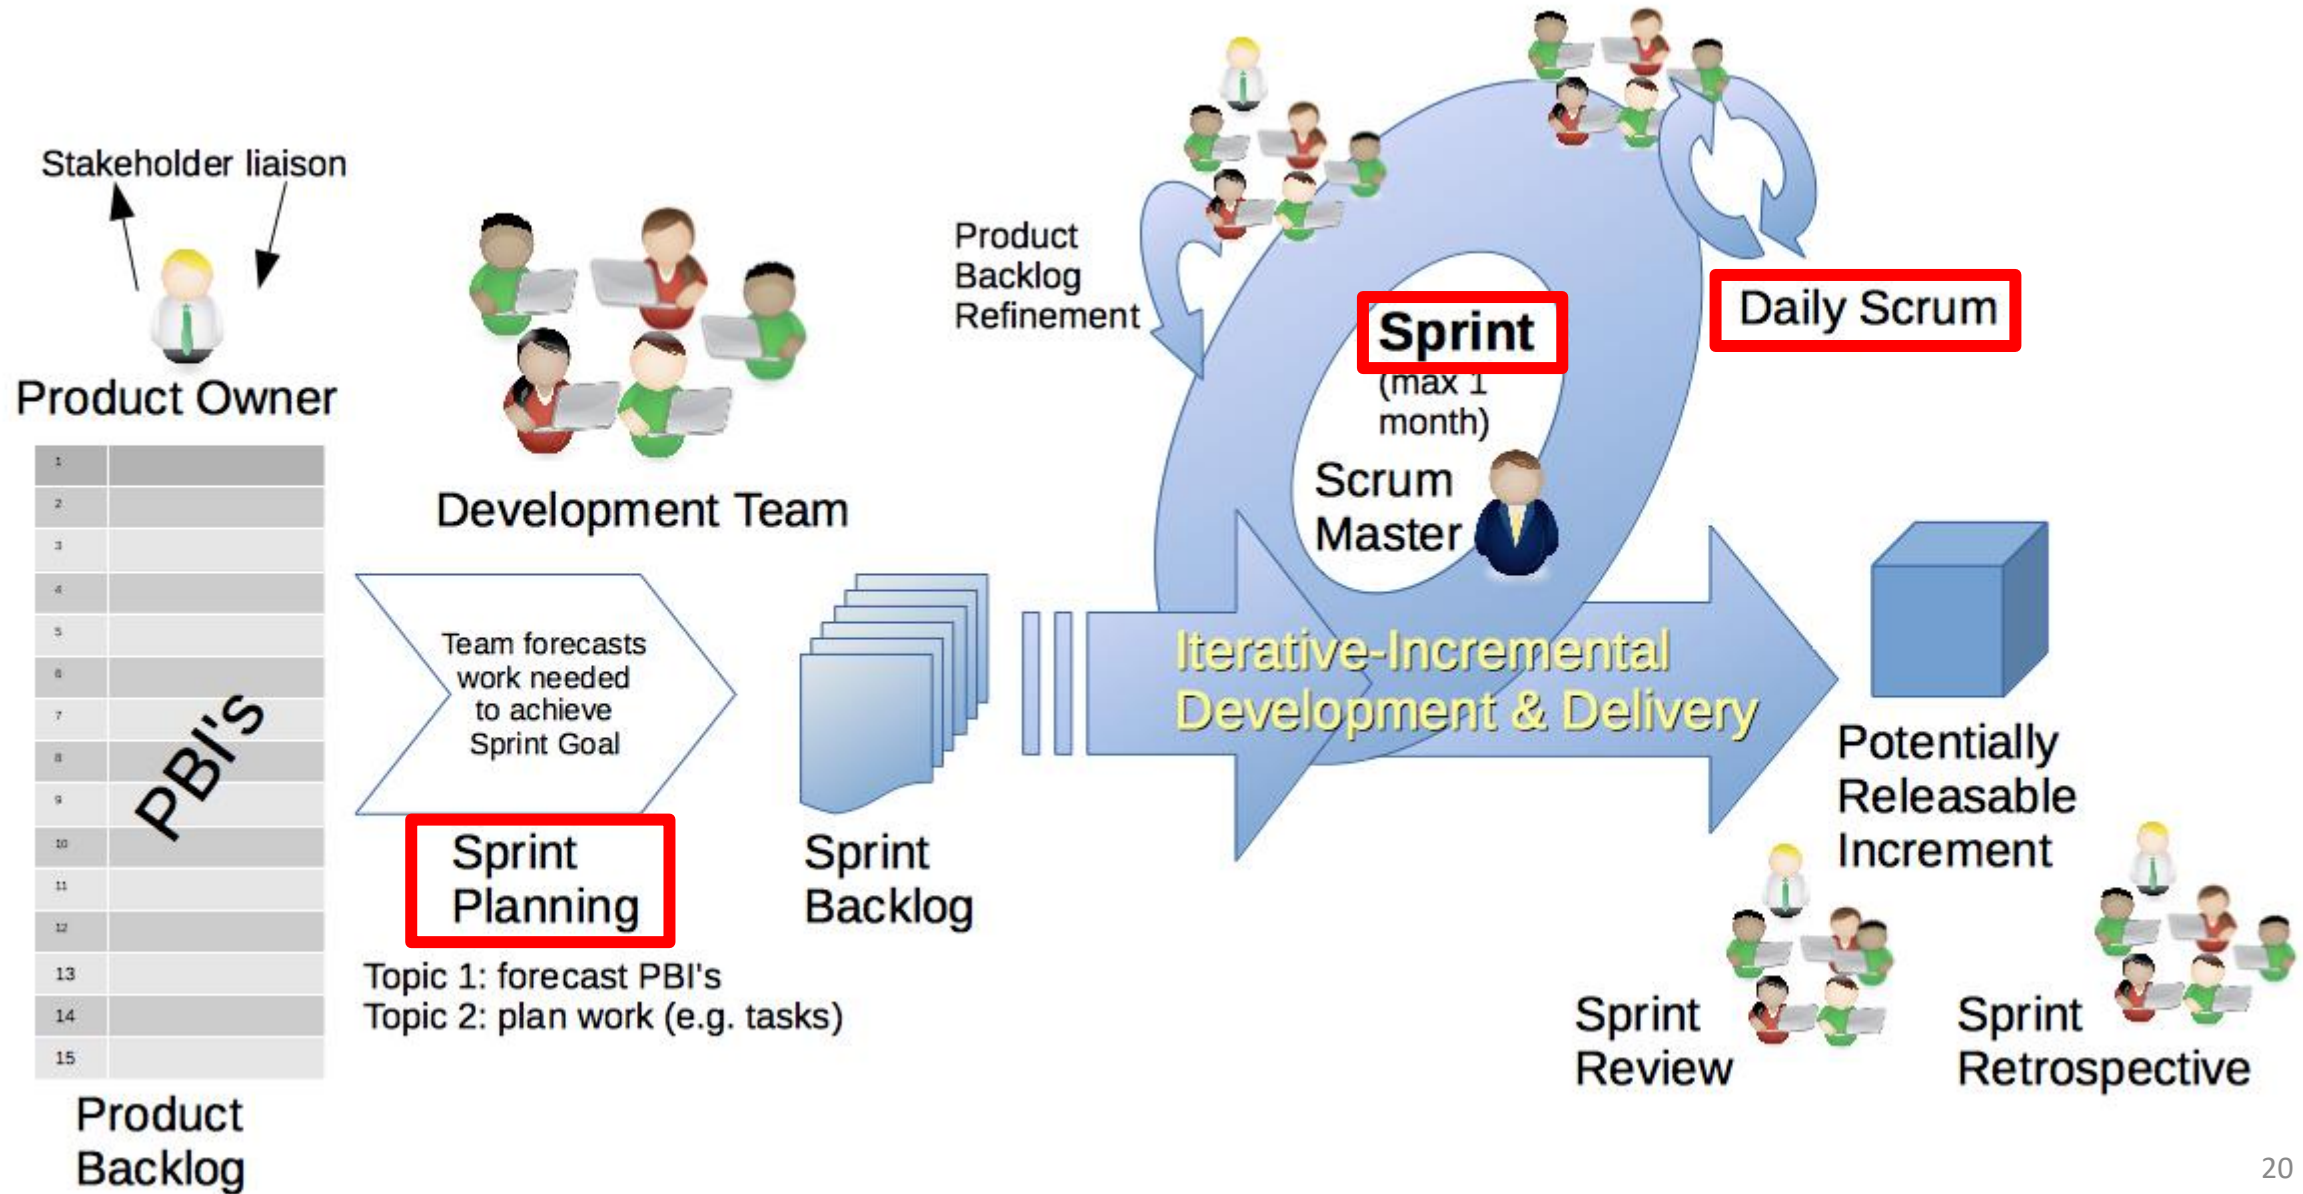 Stakeholder liaison
Product Owner
1
2
3
4
5
6
7
8
9
10
11
12
13
14
15
PBI's
Product
Backlog
Development Team
Team forecasts
work needed
to achieve
Sprint Goal
Sprint
Planning
Topic 1: forecast PBI's
Topic 2: plan work (e.g. tasks)
Sprint
Backlog
Product
Backlog
Refinement
Sprint
(max 1
month)
Scrum
Master
Daily Scrum
Iterative-Incremental
Development & Delivery
Potentially
Releasable
Increment
Sprint
Review
Sprint
Retrospective
20